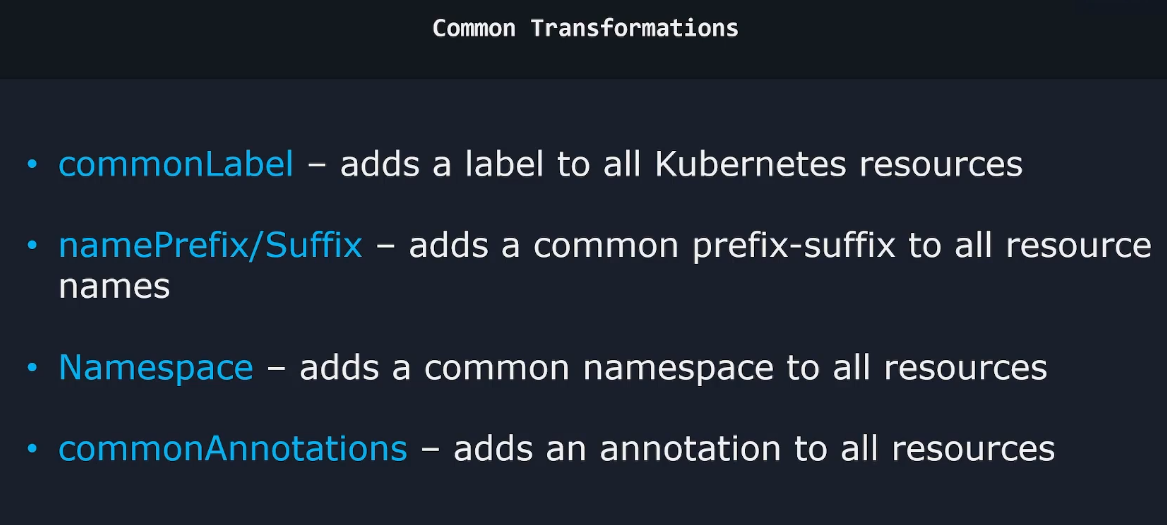 Common Transformations
• commonLabel – adds a label to all Kubernetes resources
• namePrefix/Suffix – adds a common prefix-suffix to all resource
names
• Namespace – adds a common namespace to all resources
• commonAnnotations – adds an annotation to all resources